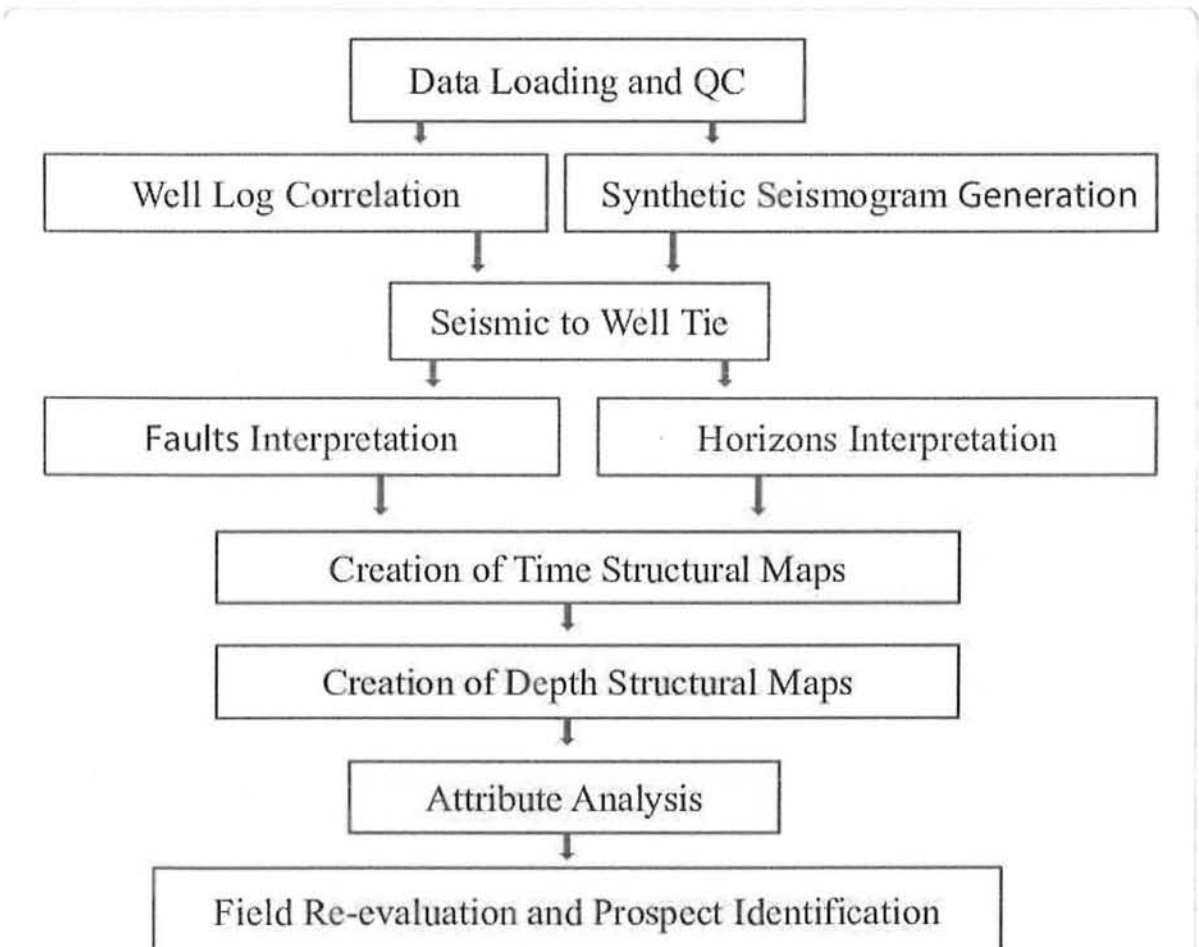 Data Loading and QC
Well Log Correlation
Synthetic Seismogram Generation
Seismic to Well Tie
Faults Interpretation
Horizons Interpretation
Creation of Time Structural Maps
Creation of Depth Structural Maps
Attribute Analysis
Field Re-evaluation and Prospect Identification